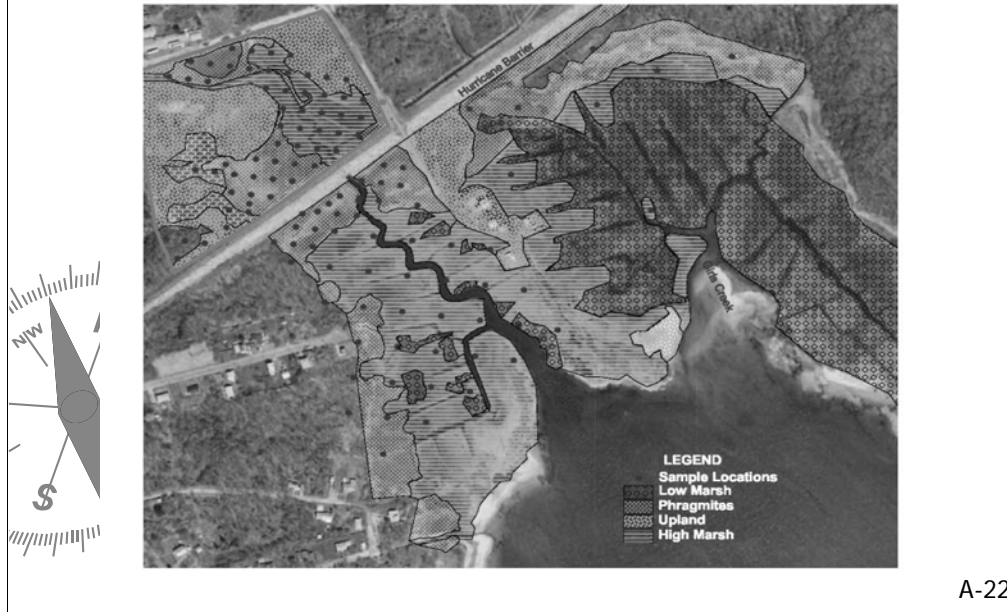 Hurricane Barrier
Creek
NW
S
LEGEND
Sample Locations
Low Marsh
Phragmites
Upland
High Marsh
A-22